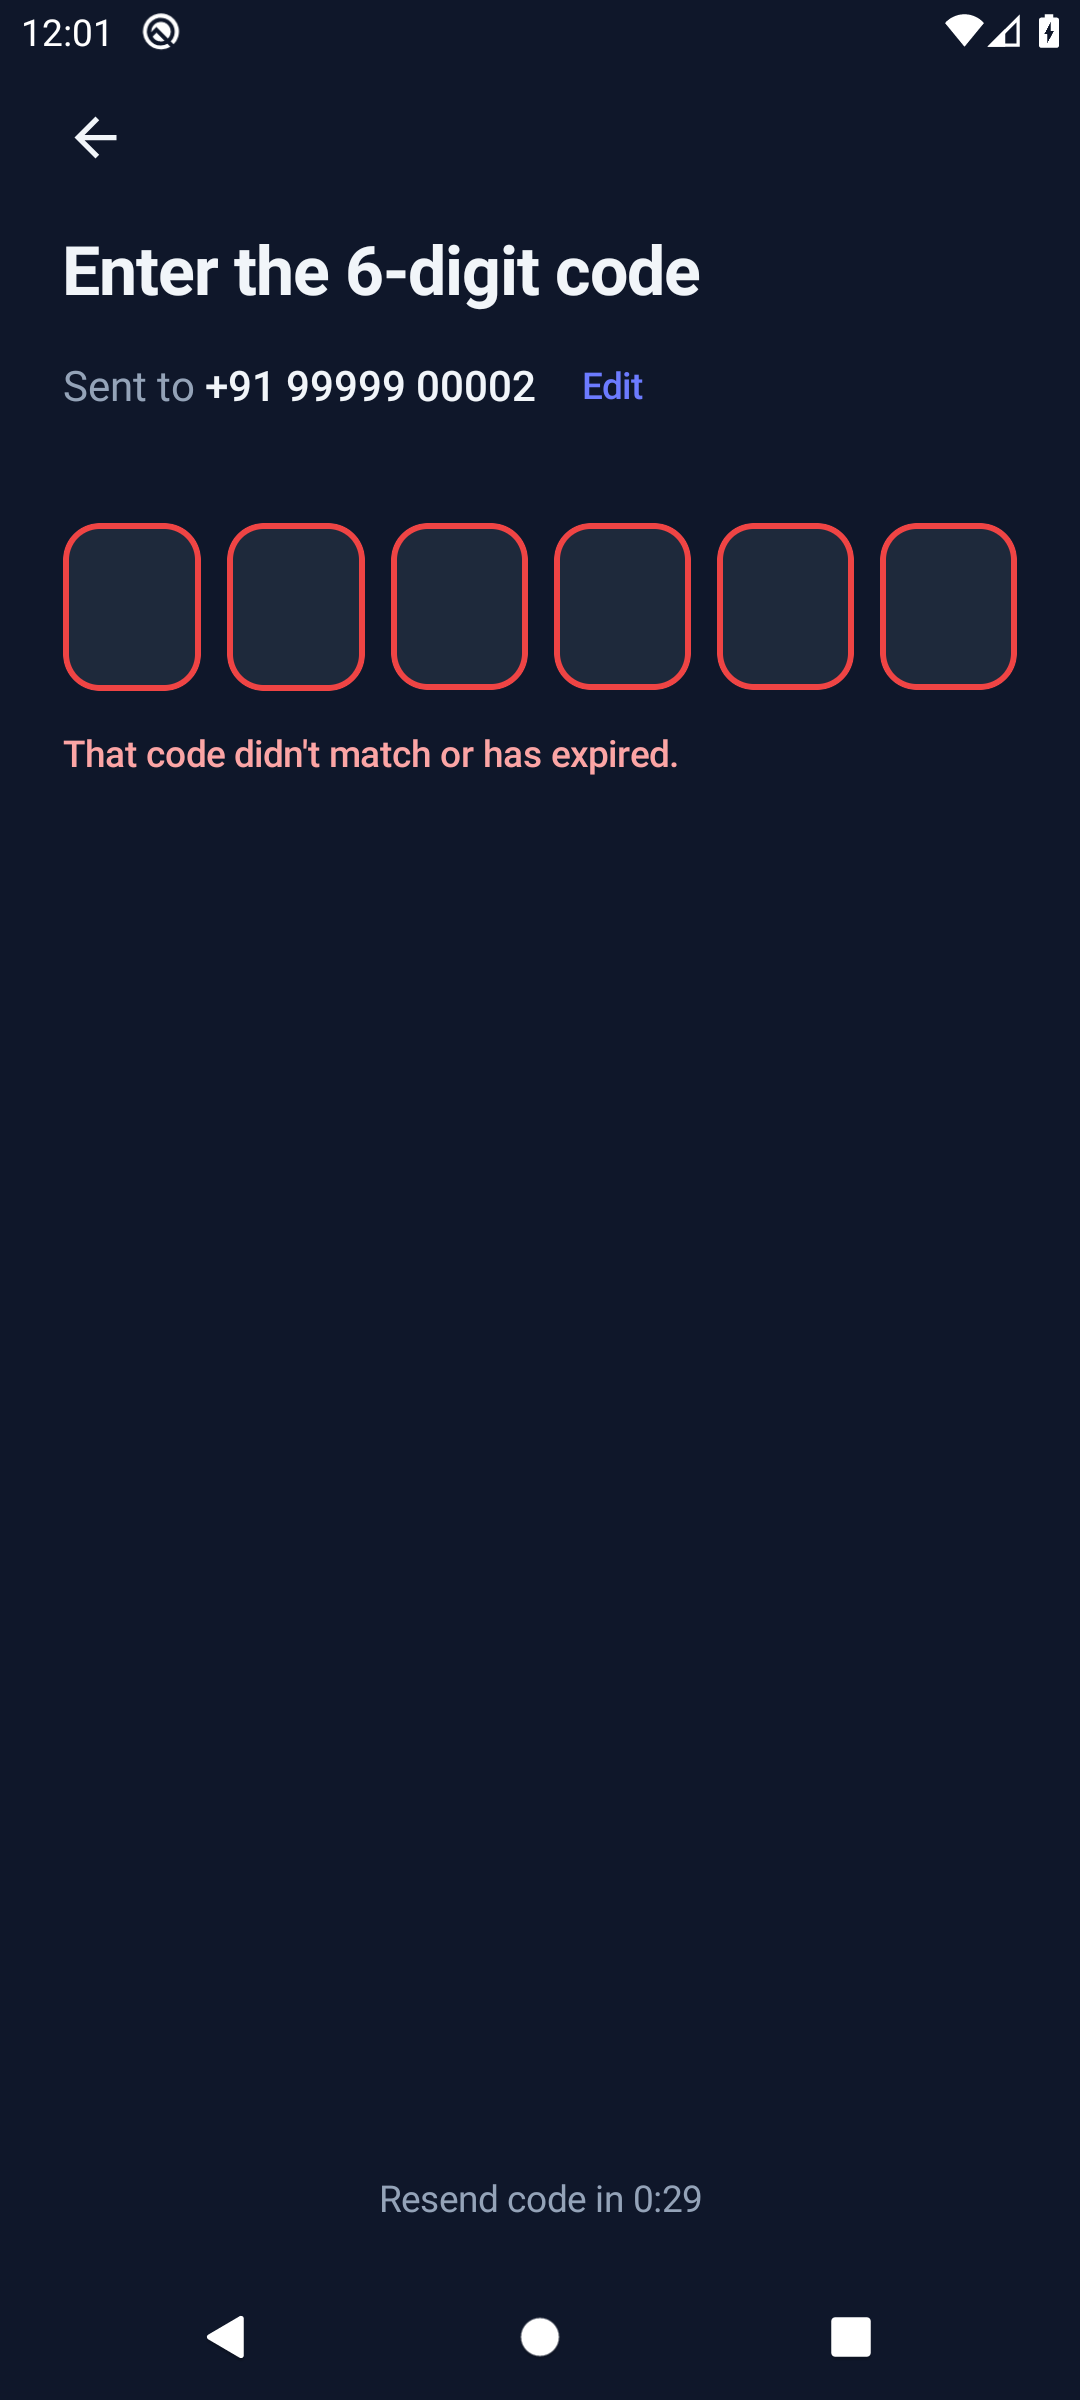 12:01
Enter the 6-digit code
Sent to +91 99999 00002 Edit
That code didn't match or has expired.
Resend code in 0:29